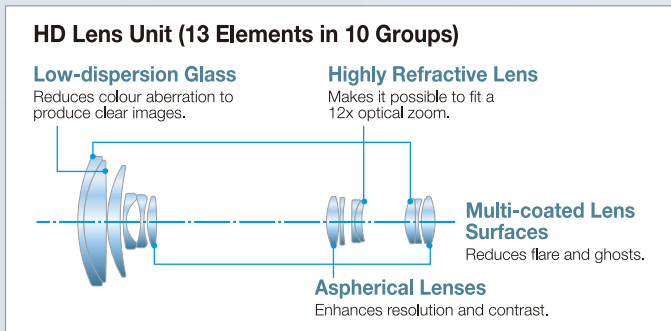 HD Lens Unit (13 Elements in 10 Groups)
Low-dispersion Glass
Reduces colour aberration to
produce clear images.
Highly Refractive Lens
Makes it possible to fit a
12x optical zoom.
Multi-coated Lens
Surfaces
Reduces flare and ghosts.
Aspherical Lenses
Enhances resolution and contrast.